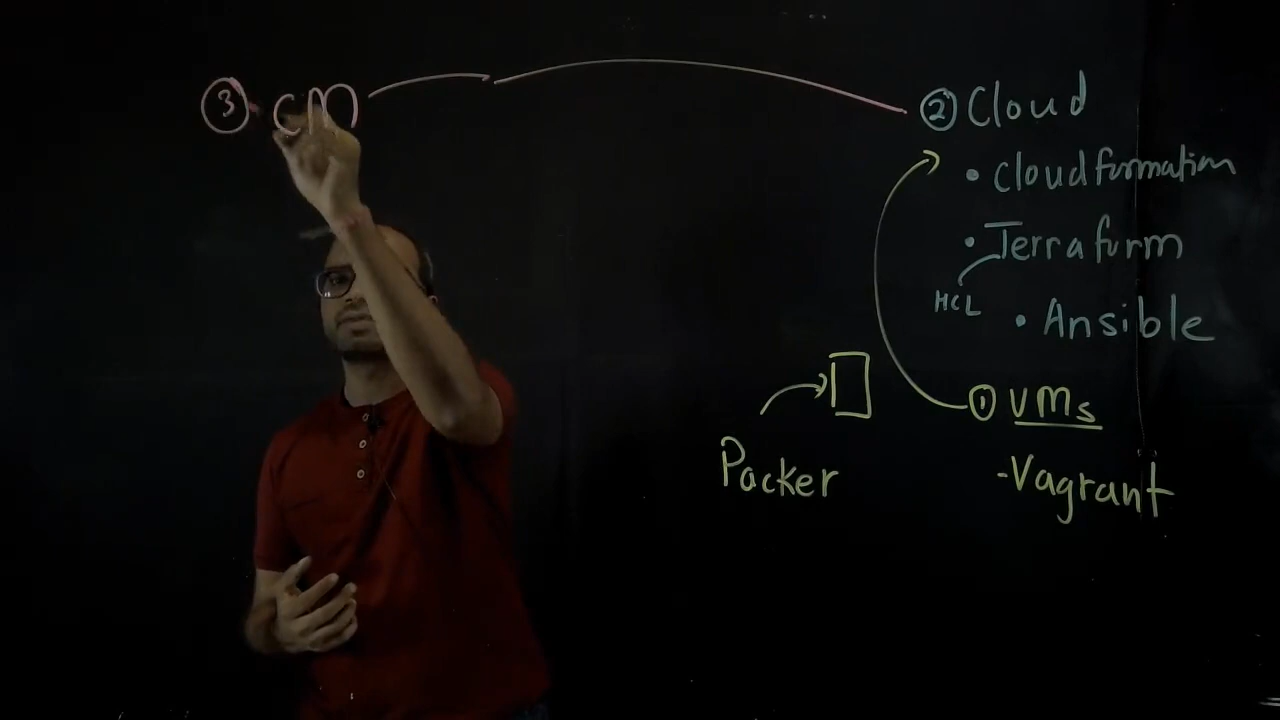 ③ CM
② Cloud
• Cloudformation
• Terraform
HCL
• Ansible
① VMs
Packer
-Vagrant